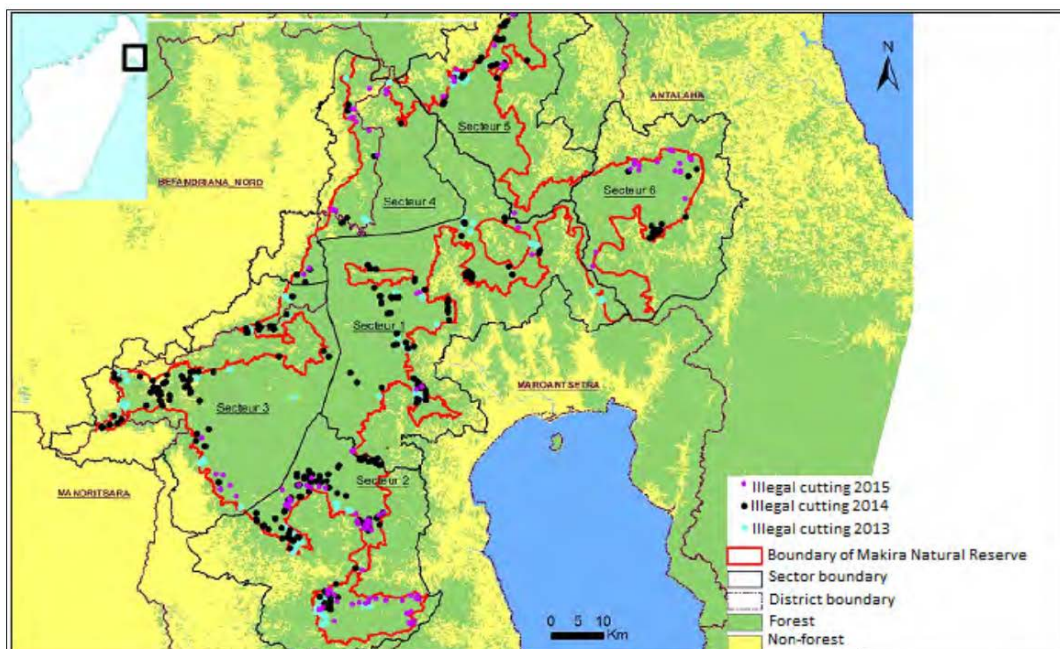 N
ANTALAHA
Secteur 5
BEFANDRIANA_NORD
Secteur 6
Secteur 4
Secteur 1
MAROANTSETRA
Secteur 3
Secteur 2
MANDRITSARA
Illegal cutting 2015
Illegal cutting 2014
Illegal cutting 2013
Boundary of Makira Natural Reserve
Sector boundary
District boundary
Forest
Non-forest
0 5 10
Km